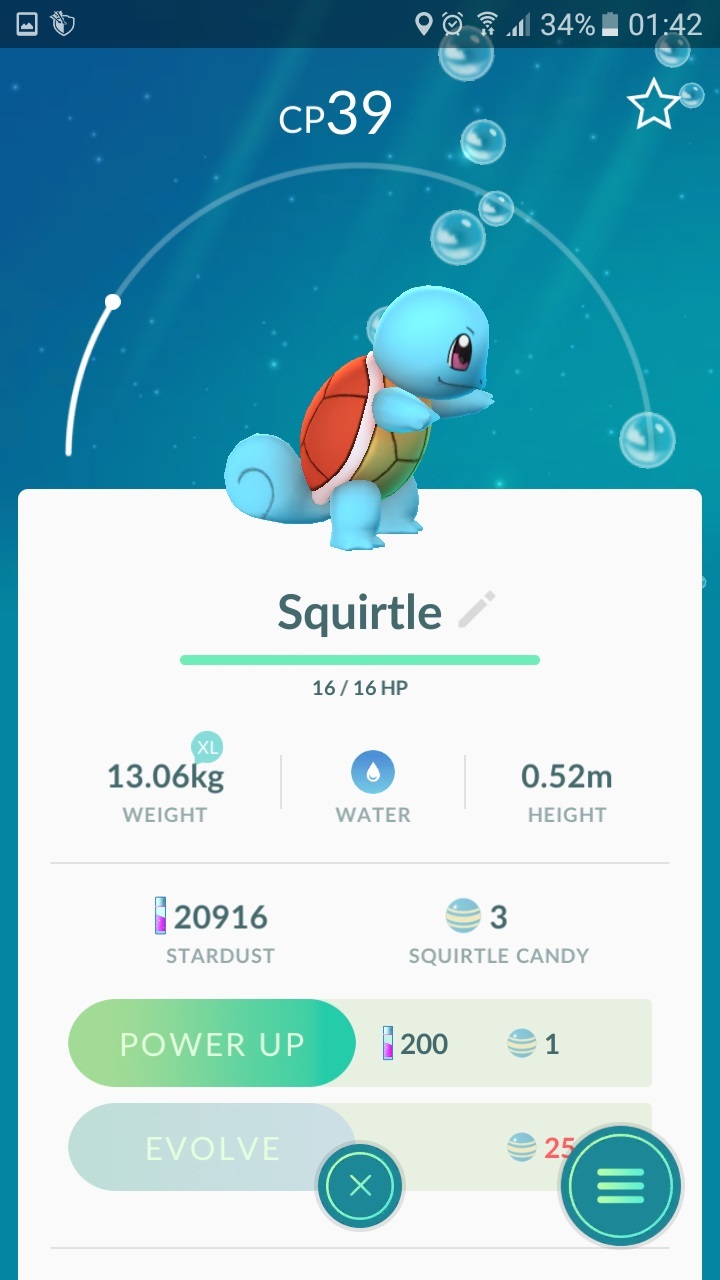 34% 01:42
CP39
Squirtle
16 / 16 HP
XL
13.06kg 0.52m
WEIGHT WATER HEIGHT
20916 3
STARDUST SQUIRTLE CANDY
POWER UP 200 1
EVOLVE 25